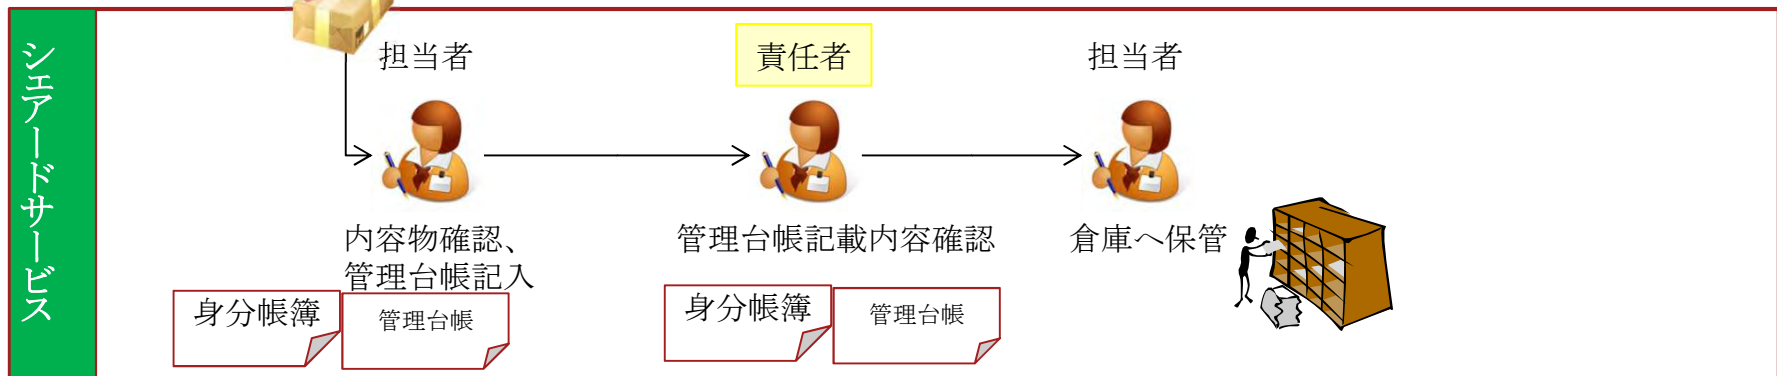 シェアードサービス
担当者
責任者
担当者
内容物確認、
管理台帳記入
管理台帳記載内容確認
倉庫へ保管
身分帳簿
管理台帳
身分帳簿
管理台帳